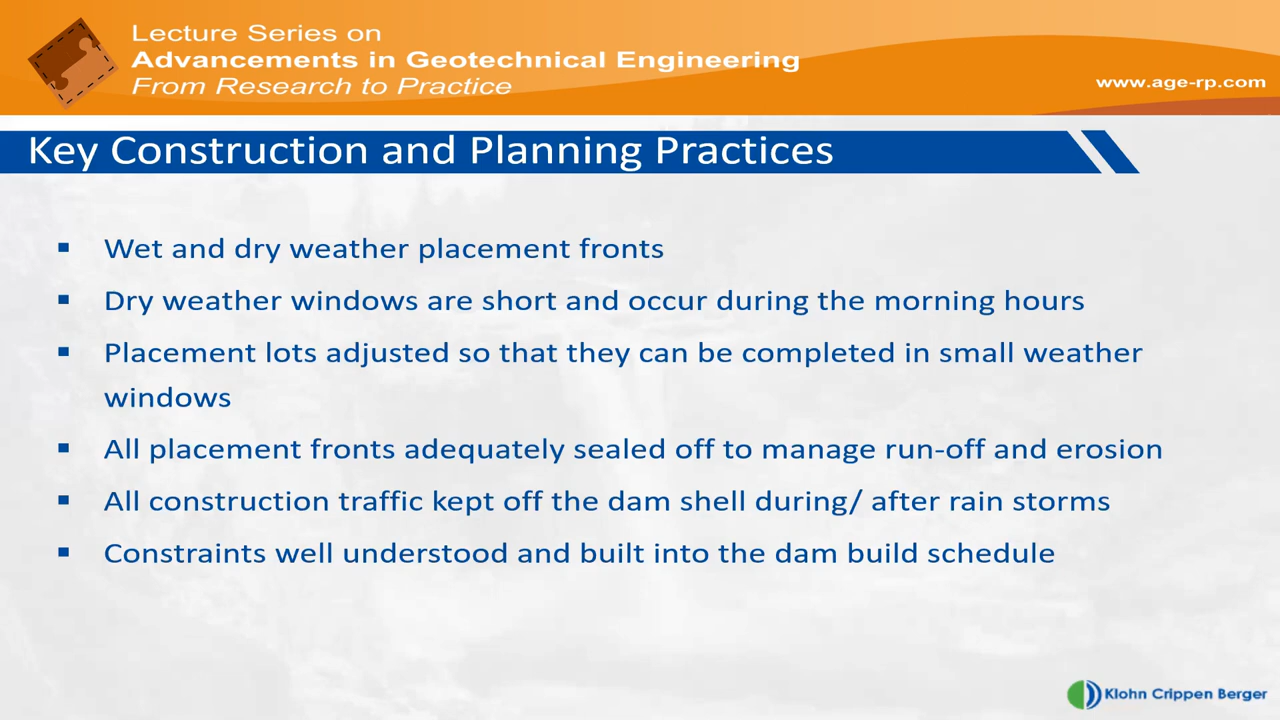 Lecture Series on
Advancements in Geotechnical Engineering
From Research to Practice
www.age-rp.com
Key Construction and Planning Practices
▪ Wet and dry weather placement fronts
▪ Dry weather windows are short and occur during the morning hours
▪ Placement lots adjusted so that they can be completed in small weather
windows
▪ All placement fronts adequately sealed off to manage run-off and erosion
▪ All construction traffic kept off the dam shell during/ after rain storms
▪ Constraints well understood and built into the dam build schedule
Klohn Crippen Berger